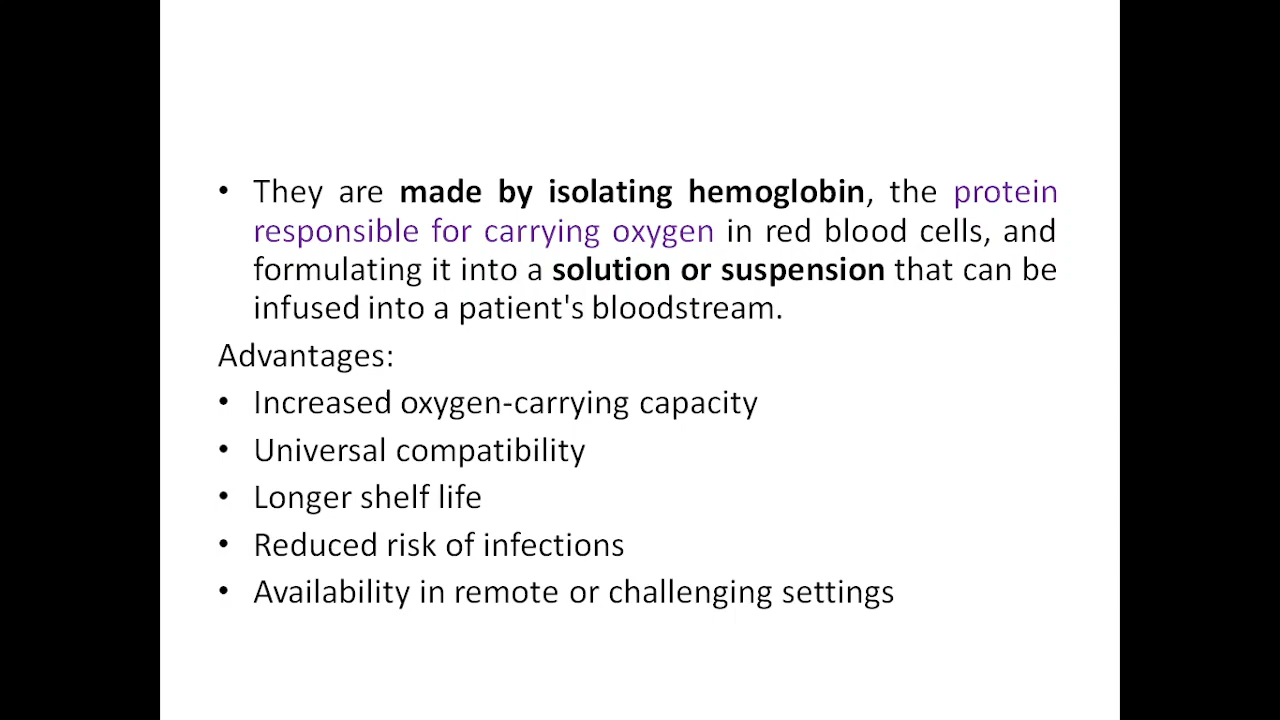 • They are made by isolating hemoglobin, the protein
responsible for carrying oxygen in red blood cells, and
formulating it into a solution or suspension that can be
infused into a patient's bloodstream.
Advantages:
• Increased oxygen-carrying capacity
• Universal compatibility
• Longer shelf life
• Reduced risk of infections
• Availability in remote or challenging settings